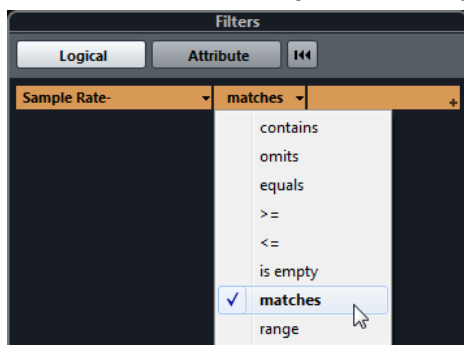 Filters
Logical Attribute
Sample Rate- matches +
contains
omits
equals
>=
<=
is empty
✓ matches
range